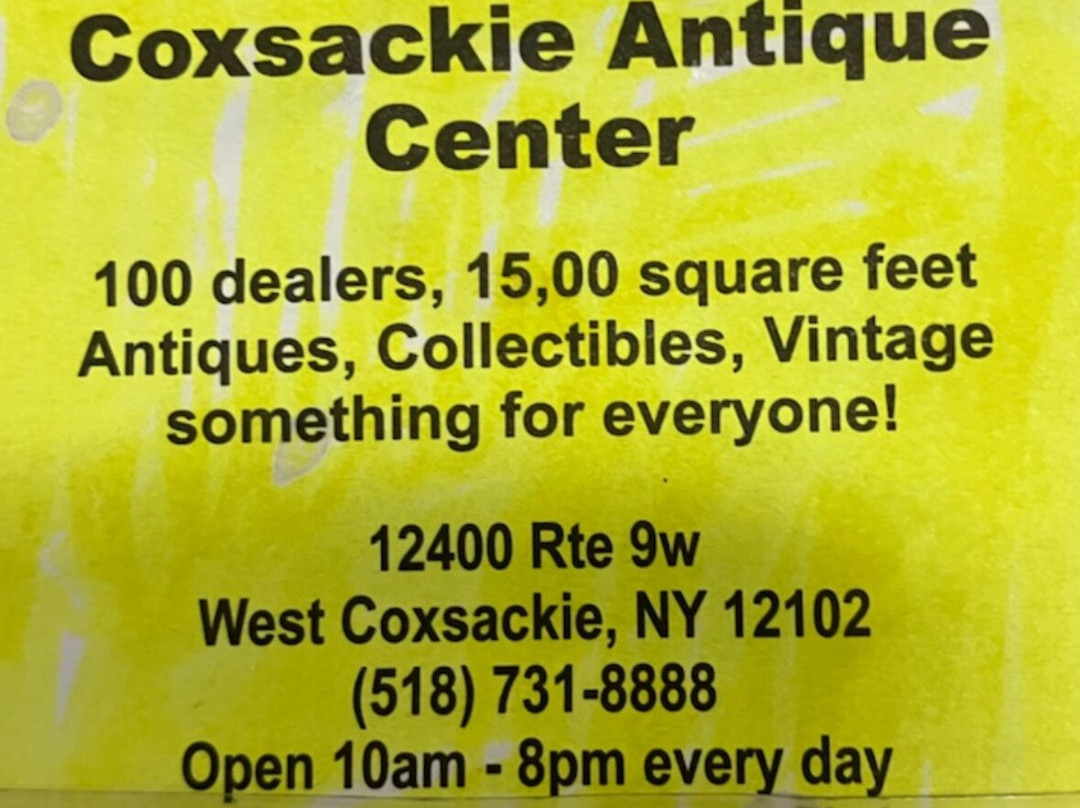 Coxsackie Antique
Center
100 dealers, 15,00 square feet
Antiques, Collectibles, Vintage
something for everyone!
12400 Rte 9w
West Coxsackie, NY 12102
(518) 731-8888
Open 10am - 8pm every day